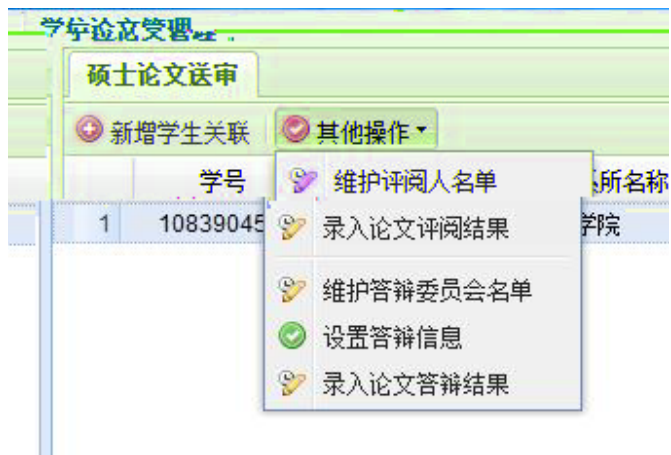 学位论文管理
硕士论文送审
新增学生关联 其他操作
学号 所名称
1 10839045 学院
维护评阅人名单
录入论文评阅结果
维护答辩委员会名单
设置答辩信息
录入论文答辩结果